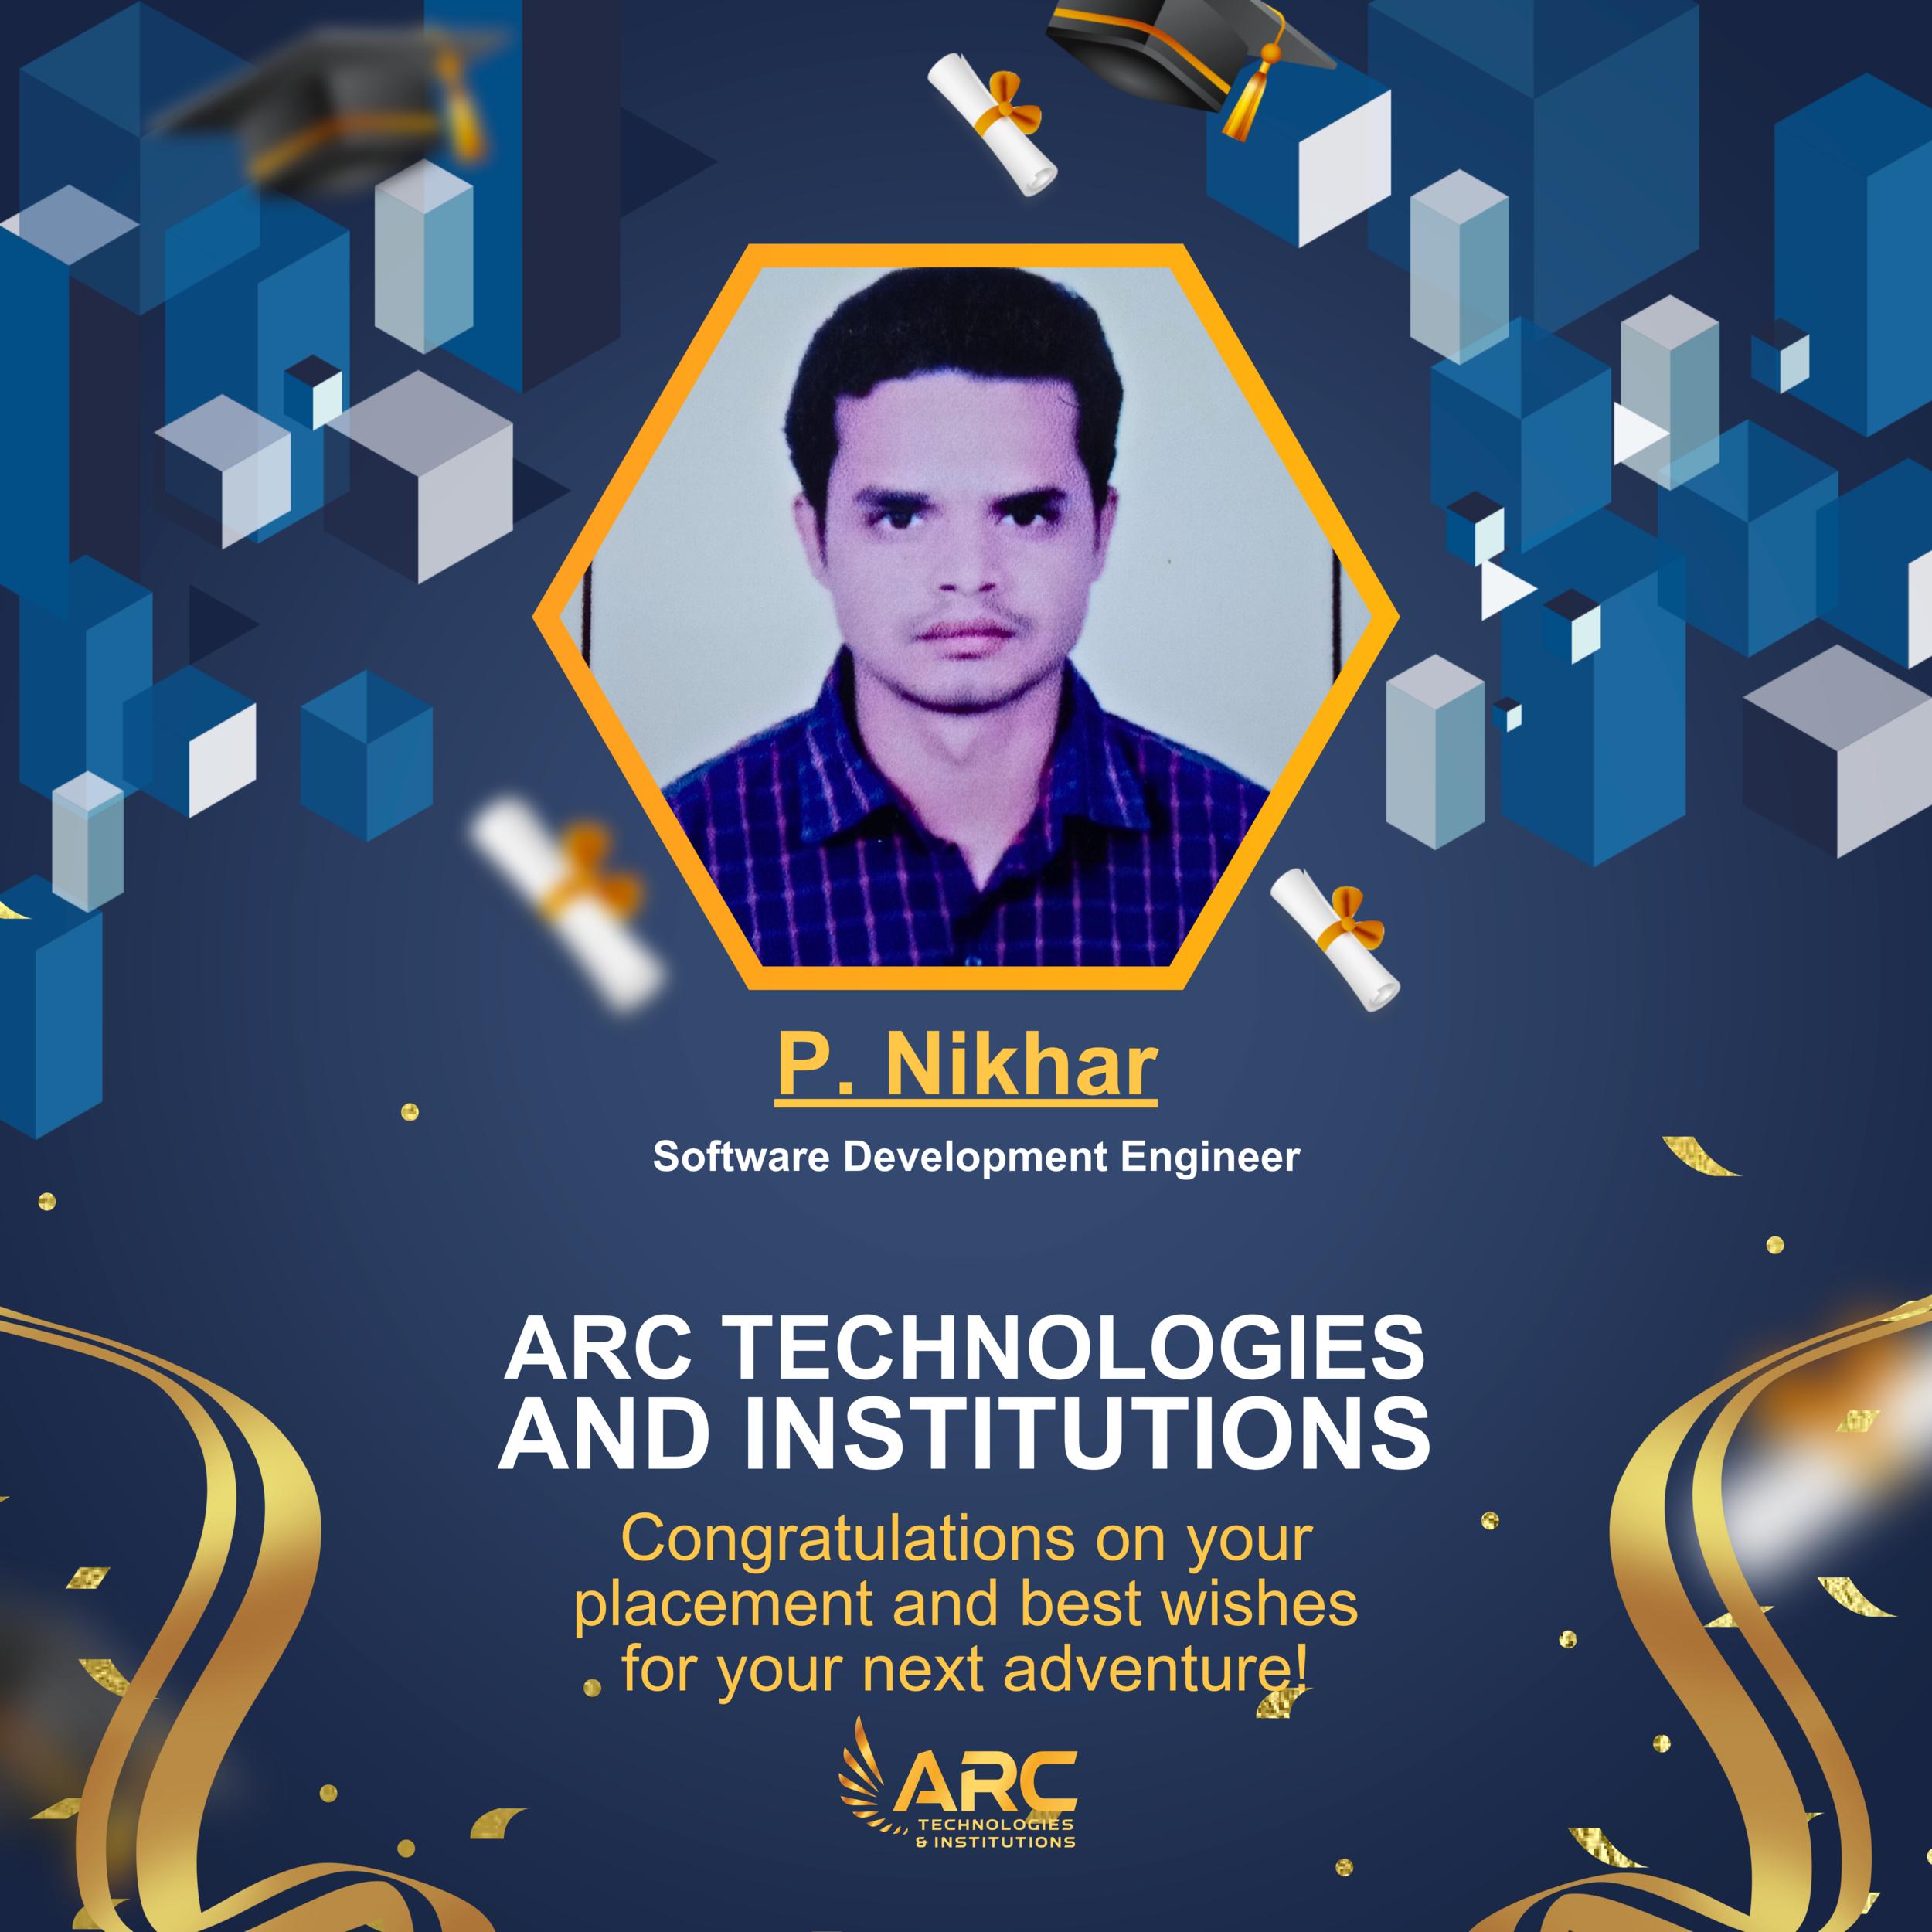 P. Nikhar
Software Development Engineer
ARC TECHNOLOGIES
AND INSTITUTIONS
Congratulations on your
placement and best wishes
for your next adventure!
ARC
TECHNOLOGIES
& INSTITUTIONS